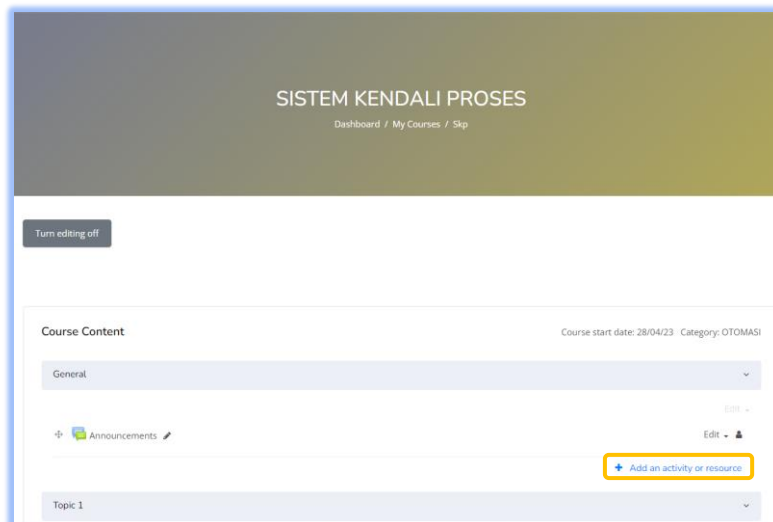 SISTEM KENDALI PROSES
Dashboard / My Courses / Skp
Turn editing off
Course Content
Course start date: 28/04/23 Category: OTOMASI
General
Edit
Announcements
Edit
Add an activity or resource
Topic 1